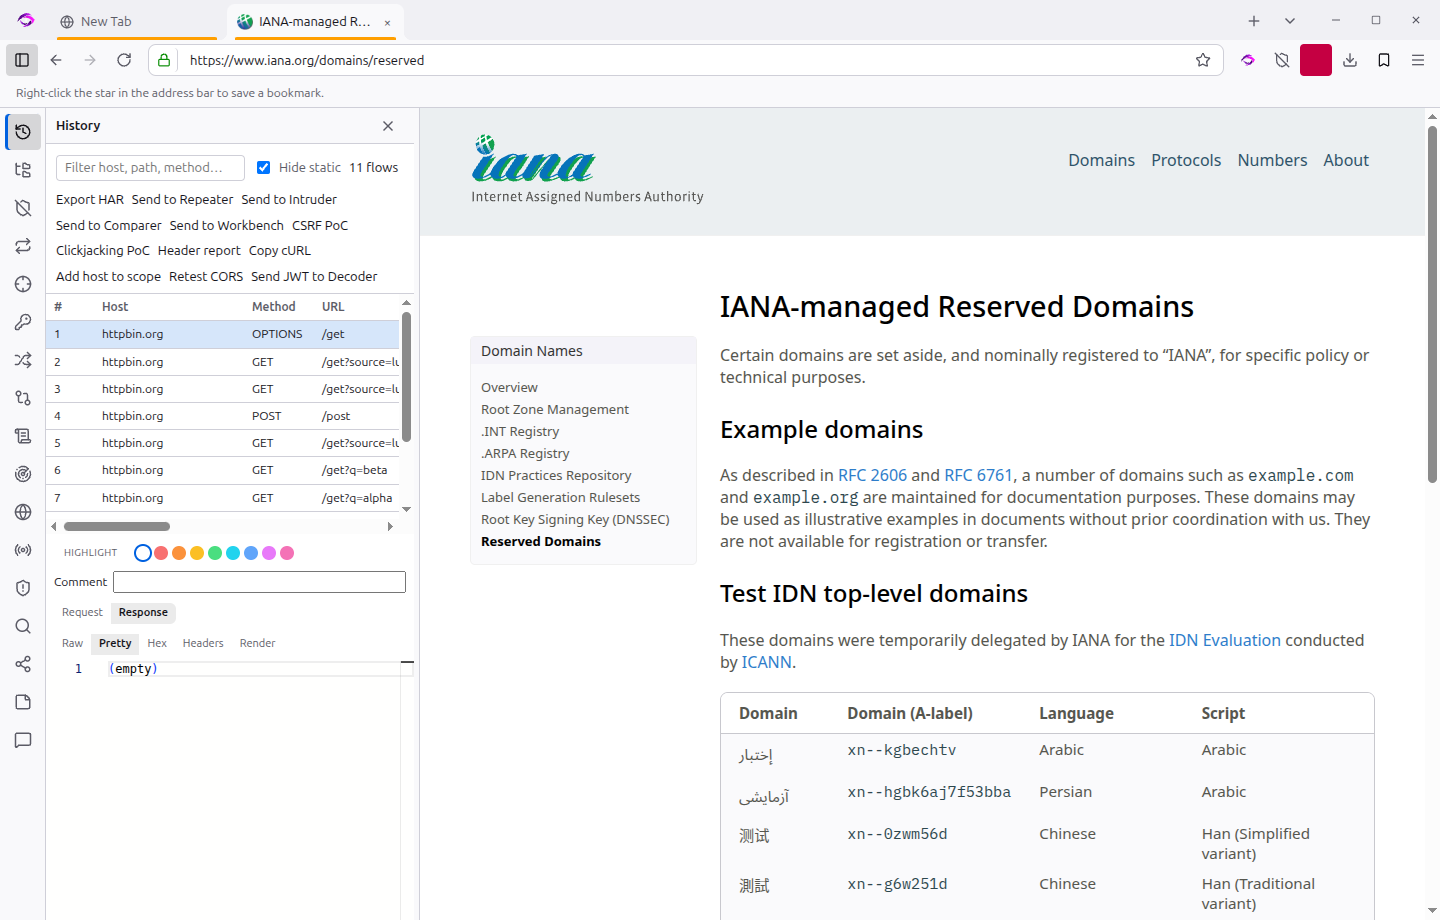 New Tab
IANA-managed R...
https://www.iana.org/domains/reserved
Right-click the star in the address bar to save a bookmark.
History
Filter host, path, method...
Hide static
11 flows
Export HAR Send to Repeater Send to Intruder
Send to Comparer Send to Workbench CSRF PoC
Clickjacking PoC Header report Copy cURL
Add host to scope Retest CORS Send JWT to Decoder
# Host Method URL
1 httpbin.org OPTIONS /get
2 httpbin.org GET /get?source=lu
3 httpbin.org GET /get?source=lu
4 httpbin.org POST /post
5 httpbin.org GET /get?source=lu
6 httpbin.org GET /get?q=beta
7 httpbin.org GET /get?q=alpha
HIGHLIGHT
Comment
Request Response
Raw Pretty Hex Headers Render
1 (empty)
iana
Internet Assigned Numbers Authority
Domains Protocols Numbers About
Domain Names
Overview
Root Zone Management
.INT Registry
.ARPA Registry
IDN Practices Repository
Label Generation Rulesets
Root Key Signing Key (DNSSEC)
Reserved Domains
IANA-managed Reserved Domains
Certain domains are set aside, and nominally registered to “IANA”, for specific policy or
technical purposes.
Example domains
As described in RFC 2606 and RFC 6761, a number of domains such as example.com
and example.org are maintained for documentation purposes. These domains may
be used as illustrative examples in documents without prior coordination with us. They
are not available for registration or transfer.
Test IDN top-level domains
These domains were temporarily delegated by IANA for the IDN Evaluation conducted
by ICANN.
Domain Domain (A-label) Language Script
إختبار xn--kgbechtv Arabic Arabic
آزمایشی xn--hgbk6aj7f53bba Persian Arabic
测试 xn--0zwm56d Chinese Han (Simplified
variant)
測試 xn--g6w251d Chinese Han (Traditional
variant)